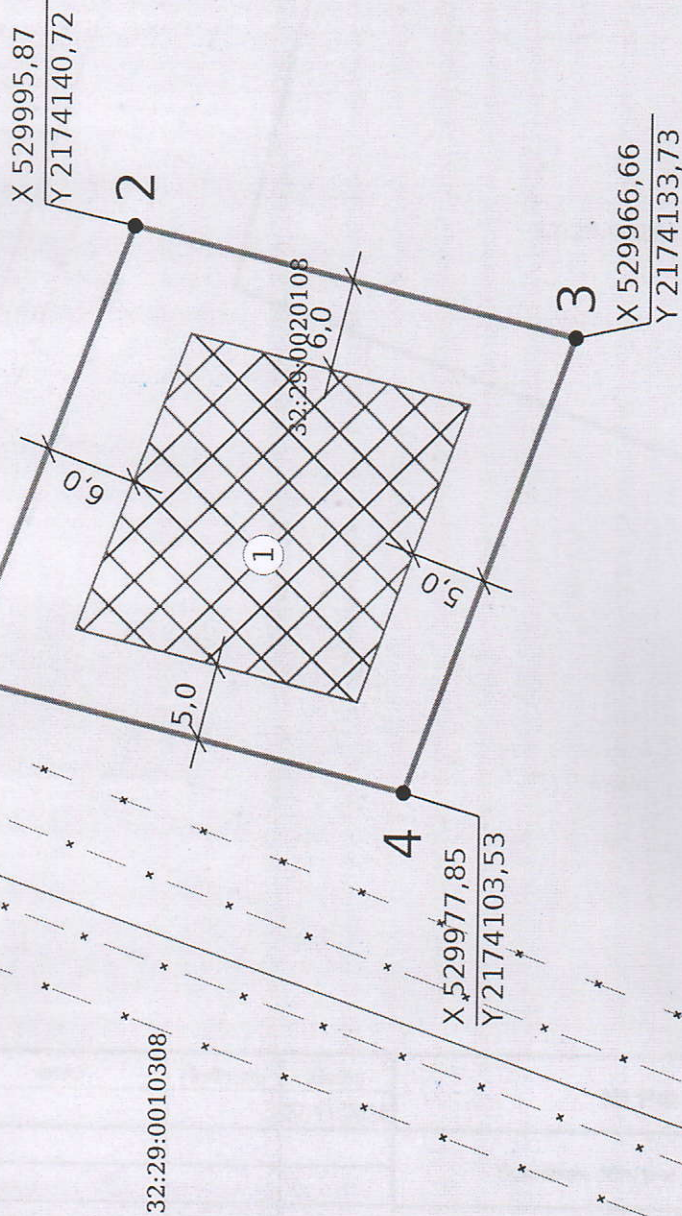 X 529995,87
Y 2174140,72
2
32:29:0020108
6,0
6,0
1
3
X 529966,66
Y 2174133,73
5,0
5,0
4
X 529977,85
Y 2174103,53
32:29:0010308